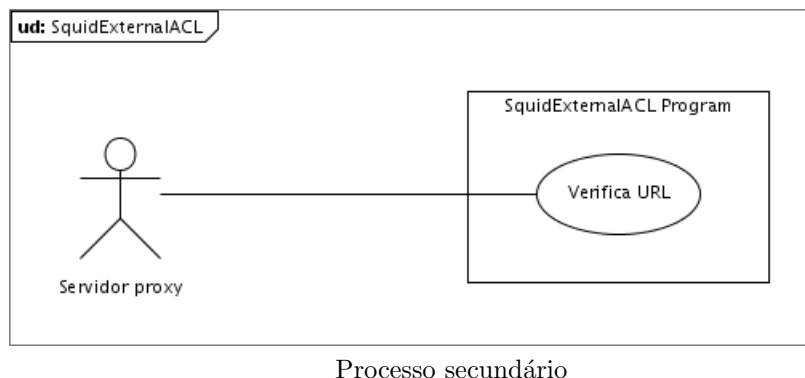 ud: SquidExternalACL
SquidExternalACL Program
Verifica URL
Servidor proxy
Processo secundário